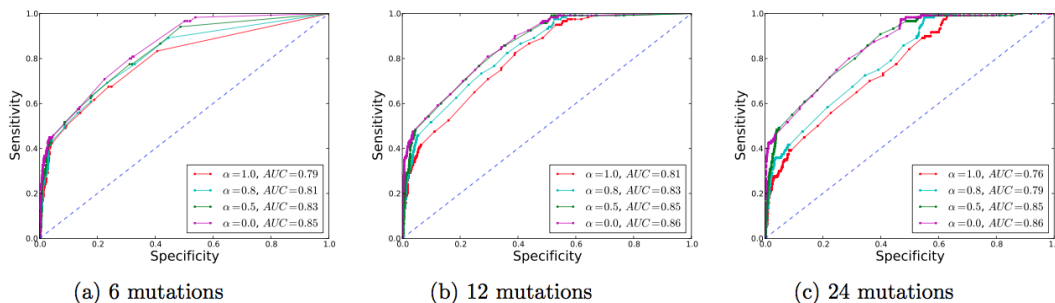 1.0
0.8
0.6
0.4
0.2
0.0
Sensitivity
0.0 0.2 0.4 0.6 0.8 1.0
Specificity
α=1.0, AUC=0.79
α=0.8, AUC=0.81
α=0.5, AUC=0.83
α=0.0, AUC=0.85
(a) 6 mutations
1.0
0.8
0.6
0.4
0.2
0.0
Sensitivity
0.0 0.2 0.4 0.6 0.8 1.0
Specificity
α=1.0, AUC=0.81
α=0.8, AUC=0.83
α=0.5, AUC=0.85
α=0.0, AUC=0.86
(b) 12 mutations
1.0
0.8
0.6
0.4
0.2
0.0
Sensitivity
0.0 0.2 0.4 0.6 0.8 1.0
Specificity
α=1.0, AUC=0.76
α=0.8, AUC=0.79
α=0.5, AUC=0.85
α=0.0, AUC=0.86
(c) 24 mutations